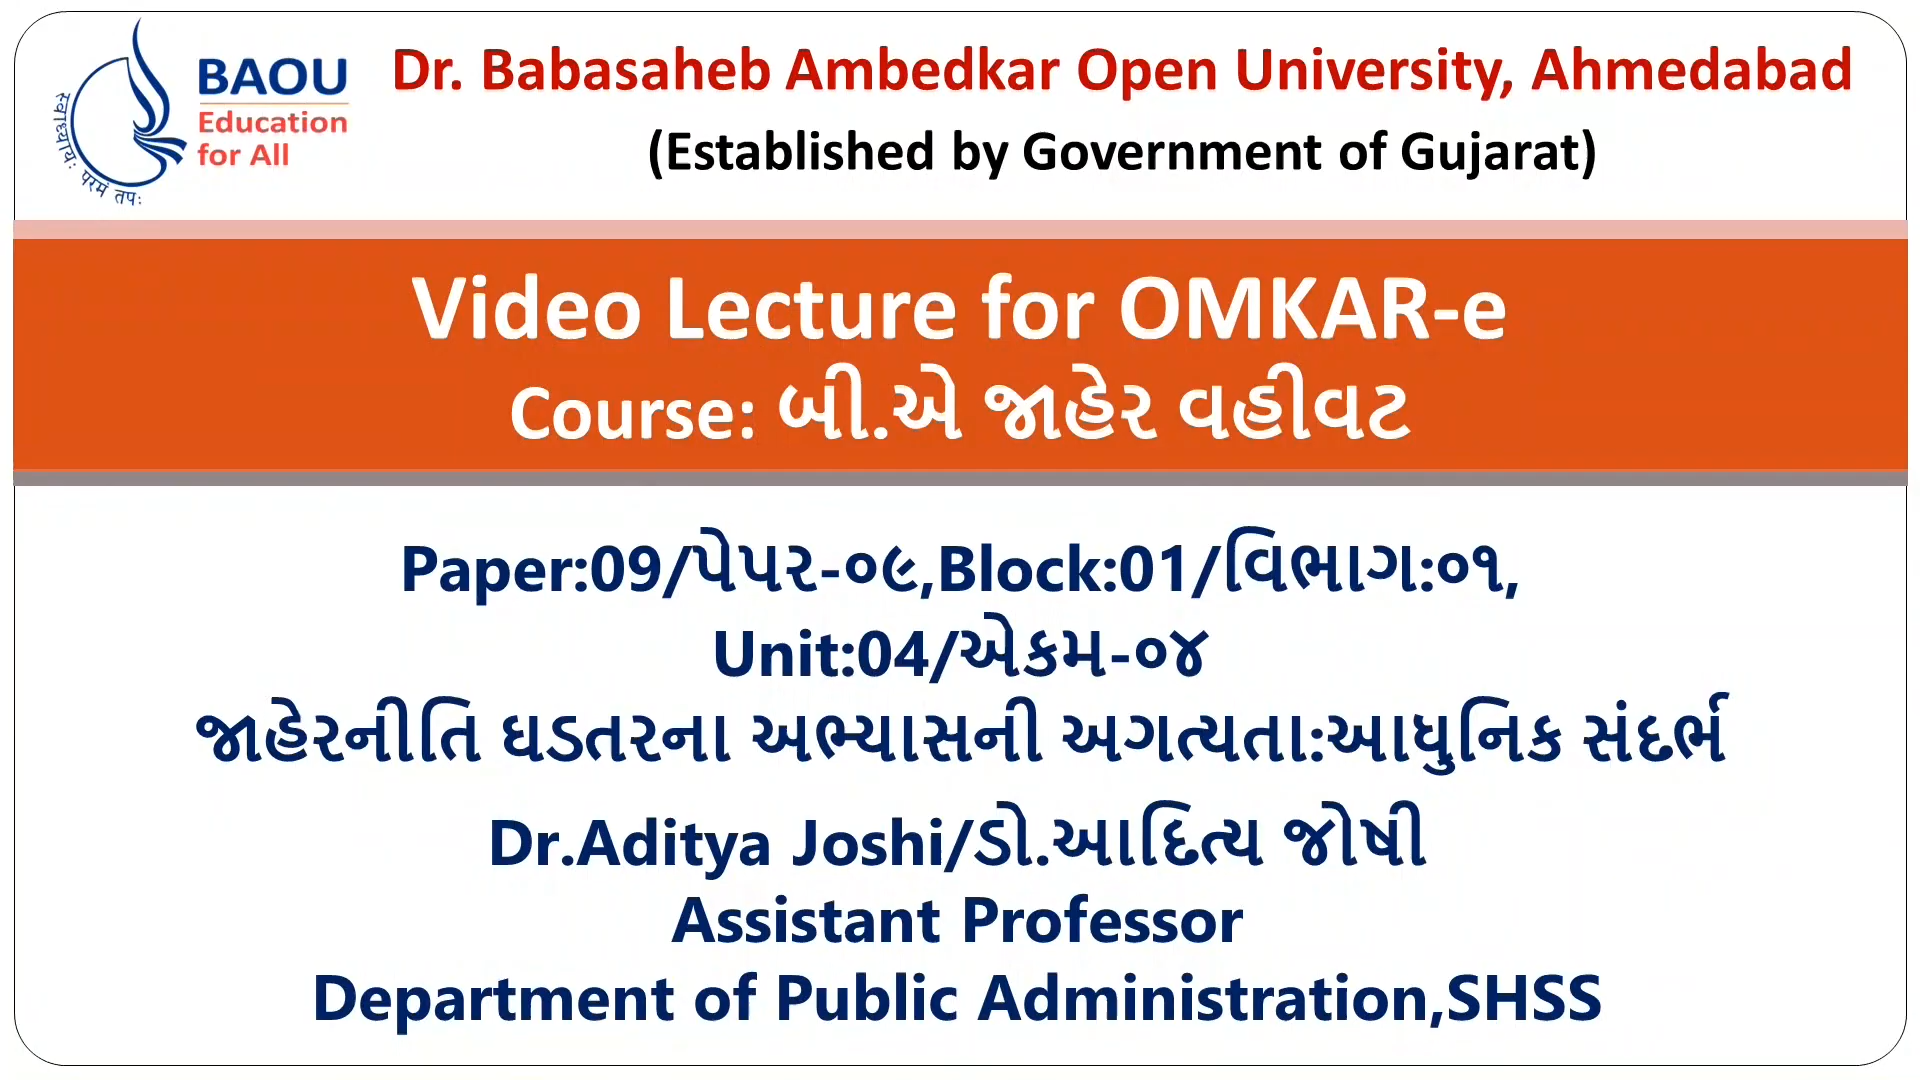 BAOU
Education
for All
स्वाध्यायः परमं तपः
Dr. Babasaheb Ambedkar Open University, Ahmedabad
(Established by Government of Gujarat)
Video Lecture for OMKAR-e
Course: બી.એ જાહેર વહીવટ
Paper:09/પેપર-૦૯,Block:01/વિભાગ:૦૧,
Unit:04/એકમ-૦૪
જાહેરનીતિ ઘડતરના અભ્યાસની અગત્યતા:આધુનિક સંદર્ભ
Dr.Aditya Joshi/ડો.આદિત્ય જોષી
Assistant Professor
Department of Public Administration,SHSS